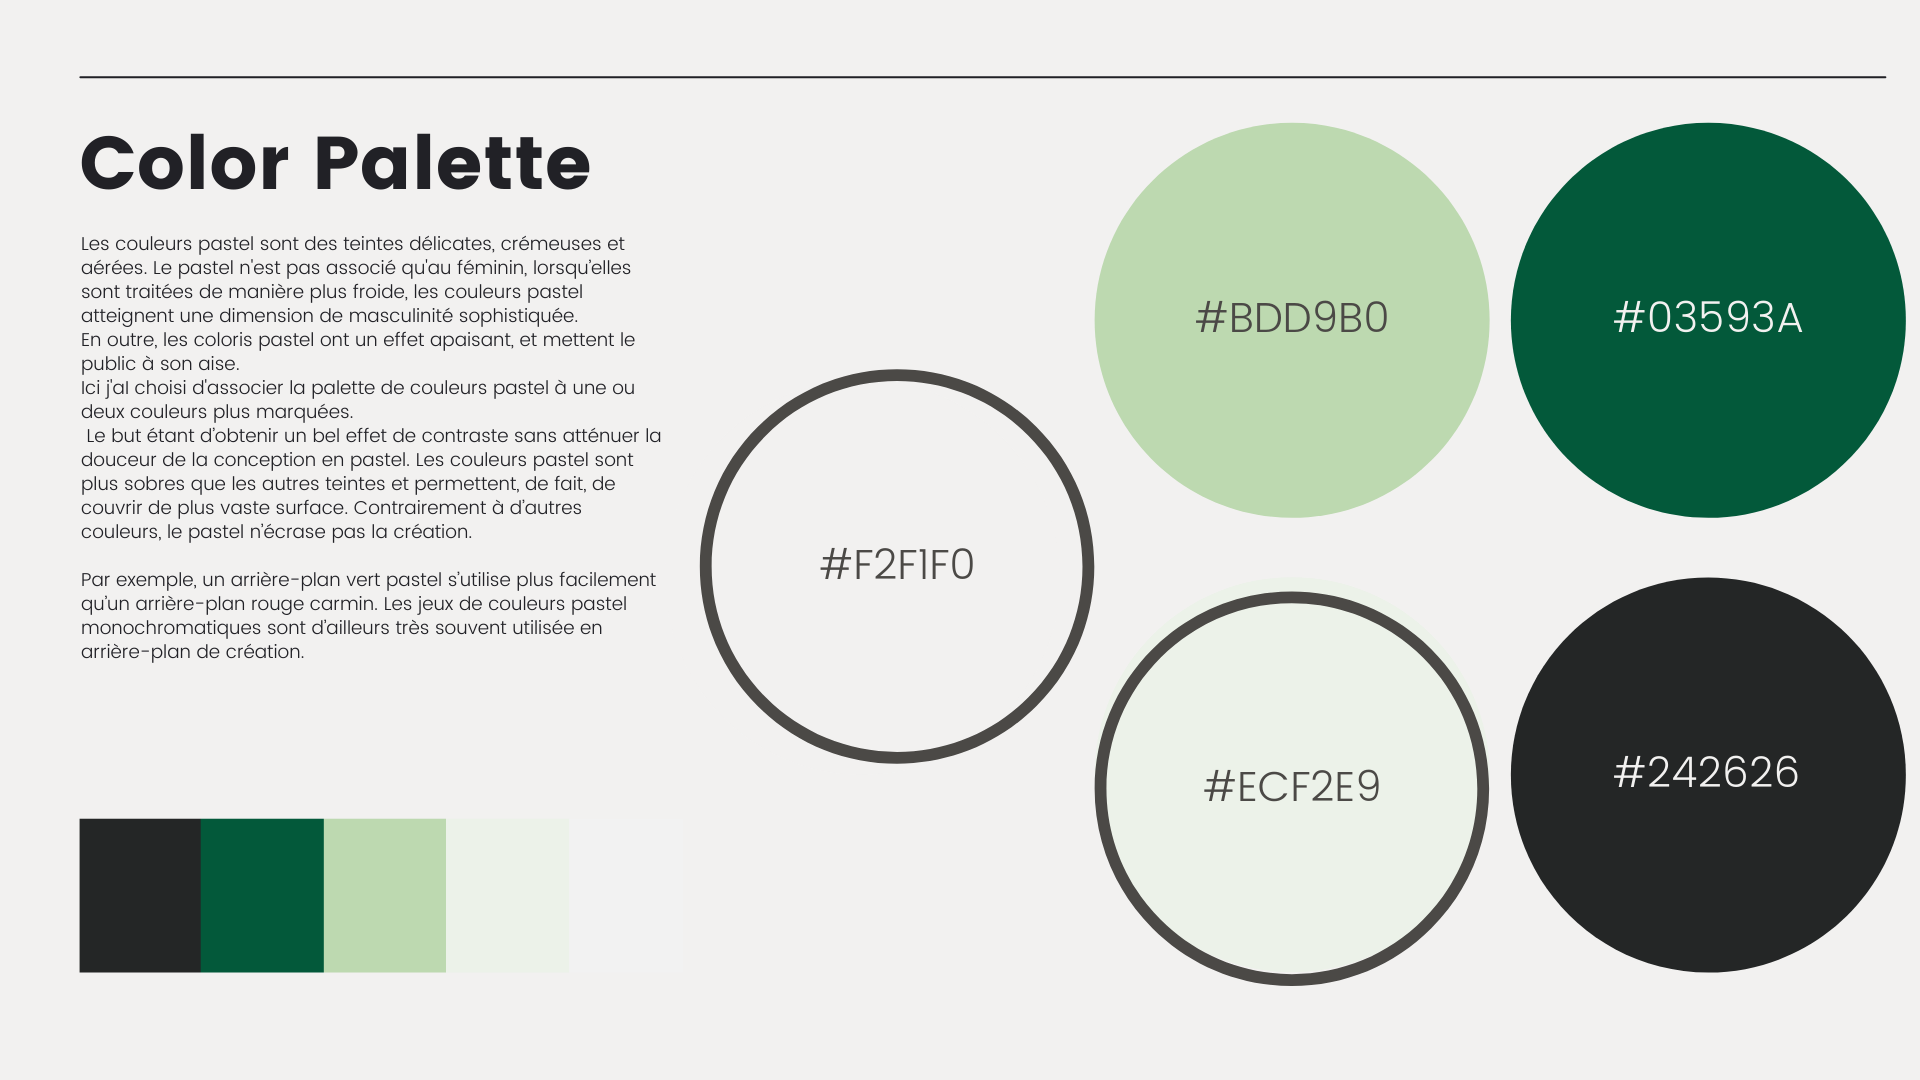 Color Palette
Les couleurs pastel sont des teintes délicates, crémeuses et
aérées. Le pastel n'est pas associé qu'au féminin, lorsqu’elles
sont traitées de manière plus froide, les couleurs pastel
atteignent une dimension de masculinité sophistiquée.
En outre, les coloris pastel ont un effet apaisant, et mettent le
public à son aise.
Ici j'aI choisi d'associer la palette de couleurs pastel à une ou
deux couleurs plus marquées.
Le but étant d’obtenir un bel effet de contraste sans atténuer la
douceur de la conception en pastel. Les couleurs pastel sont
plus sobres que les autres teintes et permettent, de fait, de
couvrir de plus vaste surface. Contrairement à d’autres
couleurs, le pastel n’écrase pas la création.
Par exemple, un arrière-plan vert pastel s’utilise plus facilement
qu’un arrière-plan rouge carmin. Les jeux de couleurs pastel
monochromatiques sont d’ailleurs très souvent utilisée en
arrière-plan de création.
#F2F1F0
#BDD9B0
#03593A
#ECF2E9
#242626